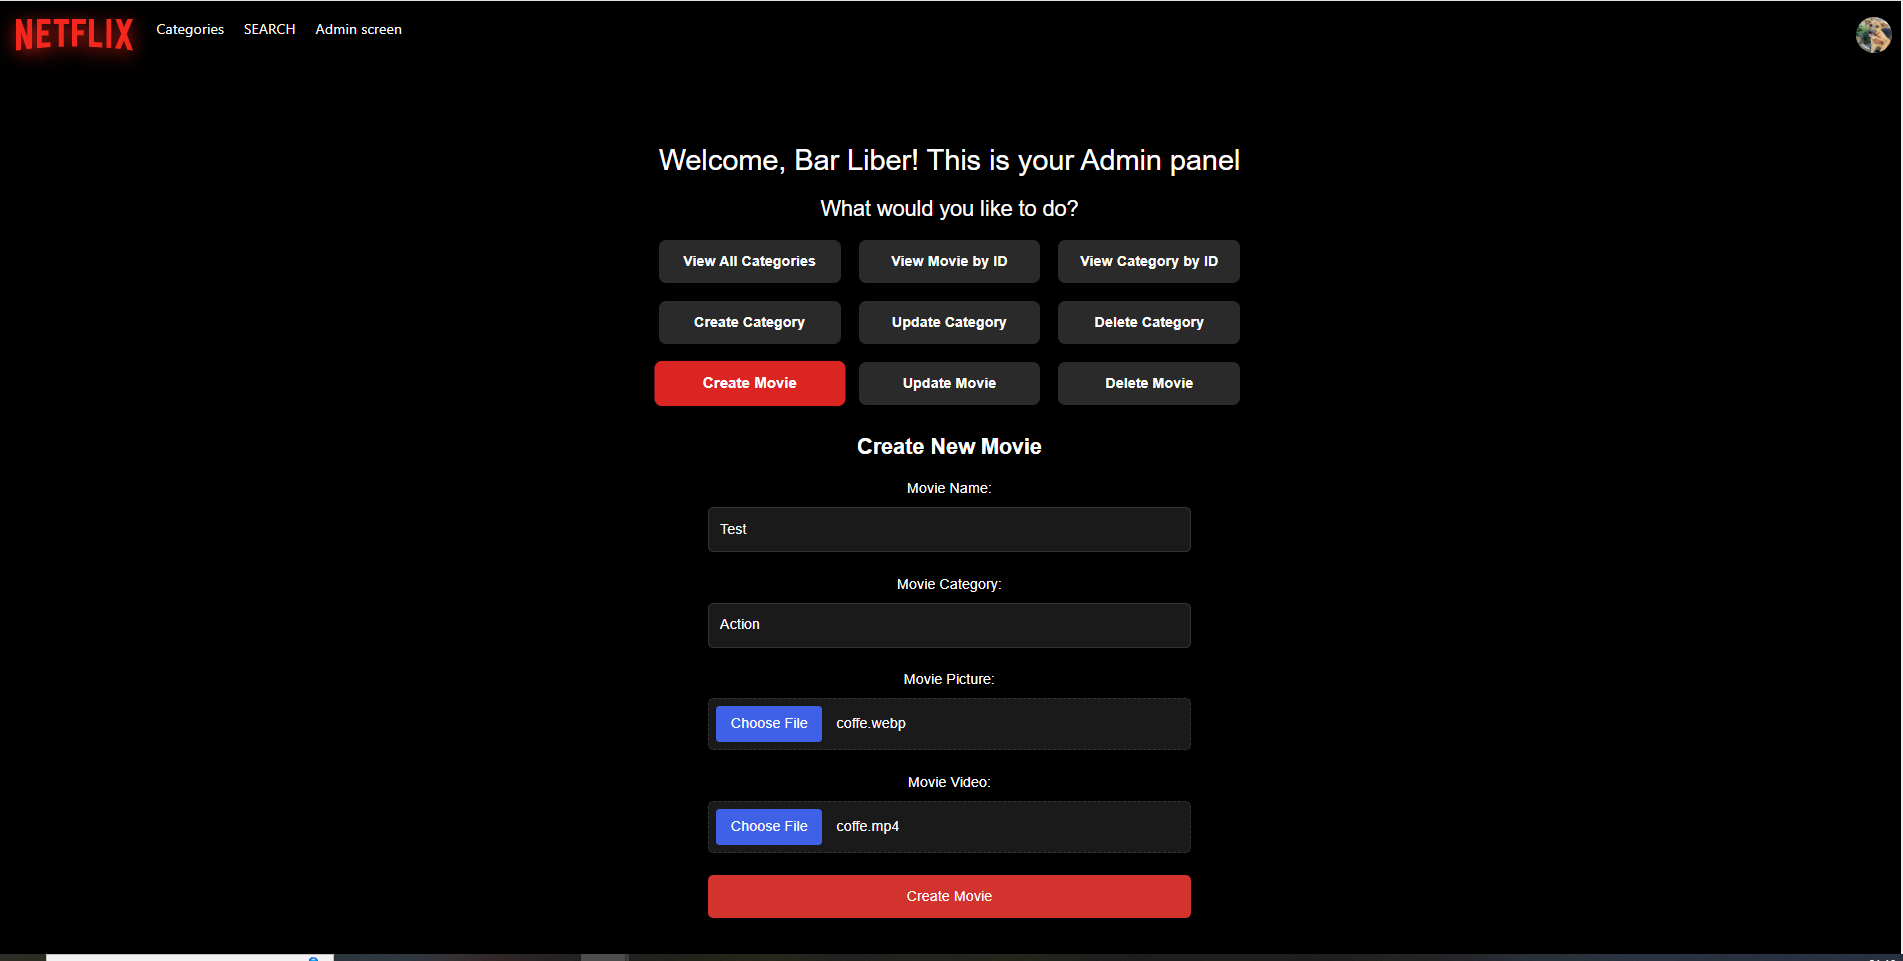 NETFLIX Categories SEARCH Admin screen
Welcome, Bar Liber! This is your Admin panel
What would you like to do?
View All Categories View Movie by ID View Category by ID
Create Category Update Category Delete Category
Create Movie Update Movie Delete Movie
Create New Movie
Movie Name:
Test
Movie Category:
Action
Movie Picture:
Choose File coffe.webp
Movie Video:
Choose File coffe.mp4
Create Movie